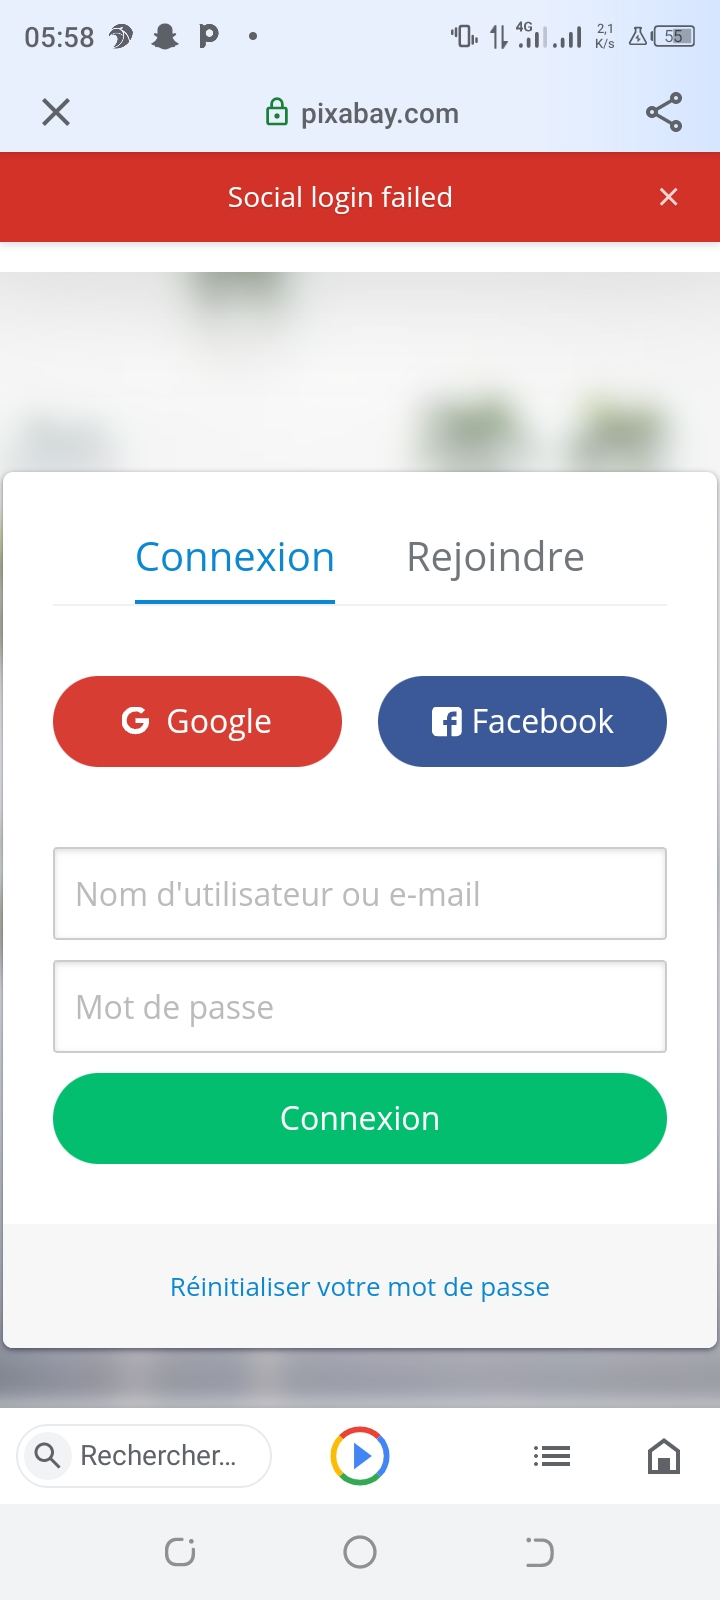 05:58
4G
2,1
K/s
55
pixabay.com
Social login failed
Connexion
Rejoindre
Google
Facebook
Nom d'utilisateur ou e-mail
Mot de passe
Connexion
Réinitialiser votre mot de passe
Rechercher...